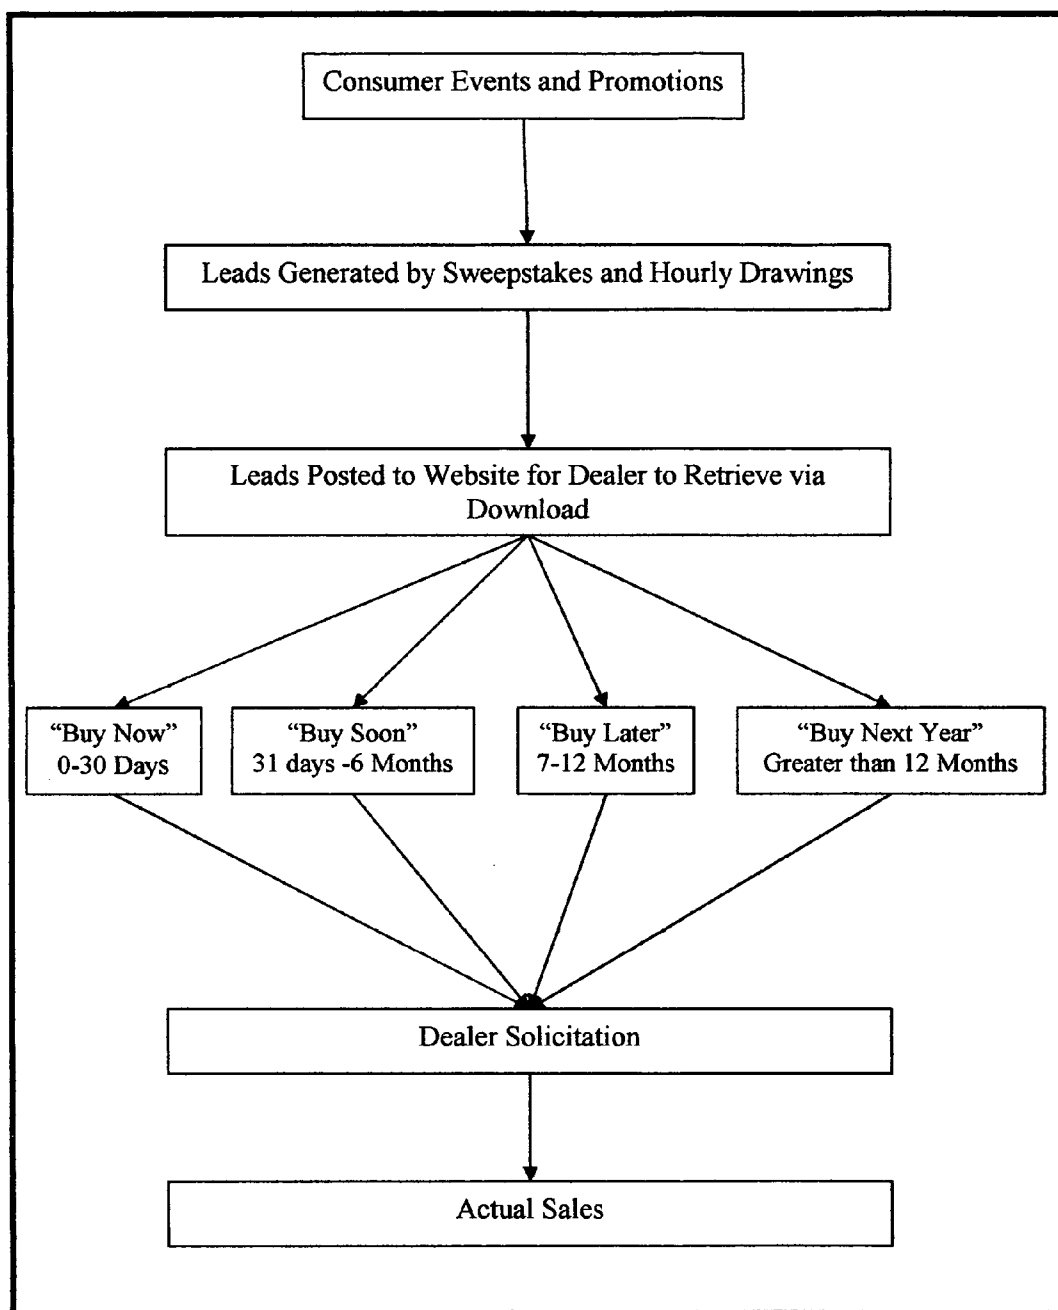 Consumer Events and Promotions
Leads Generated by Sweepstakes and Hourly Drawings
Leads Posted to Website for Dealer to Retrieve via
Download
“Buy Now”
0-30 Days
“Buy Soon”
31 days -6 Months
“Buy Later”
7-12 Months
“Buy Next Year”
Greater than 12 Months
Dealer Solicitation
Actual Sales